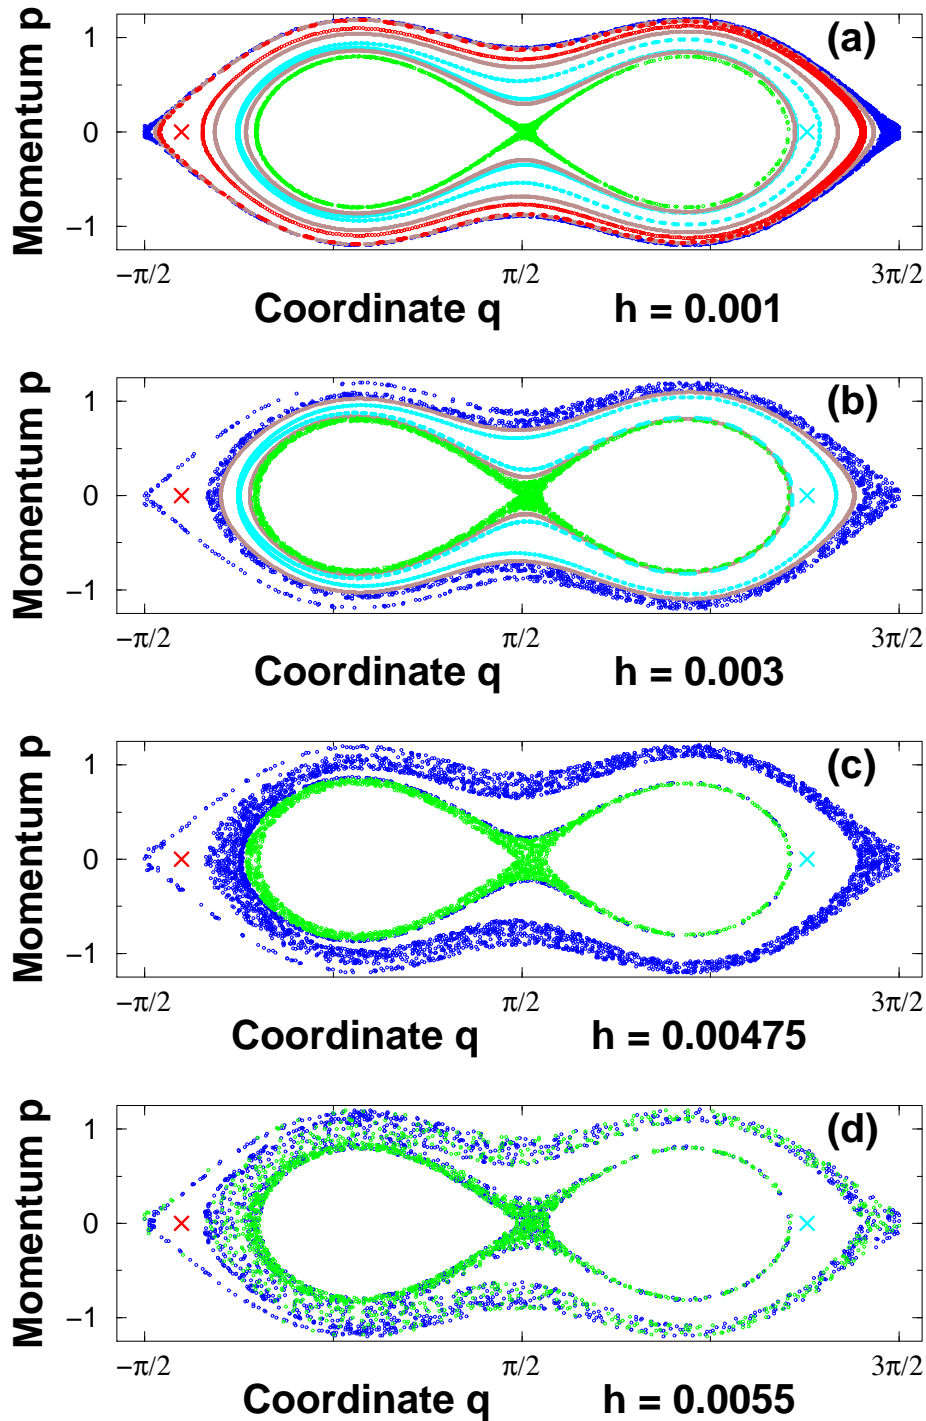 (a)
Momentum p
1
0
−1
−π/2 π/2 3π/2
Coordinate q h = 0.001
(b)
Momentum p
1
0
−1
−π/2 π/2 3π/2
Coordinate q h = 0.003
(c)
Momentum p
1
0
−1
−π/2 π/2 3π/2
Coordinate q h = 0.00475
(d)
Momentum p
1
0
−1
−π/2 π/2 3π/2
Coordinate q h = 0.0055